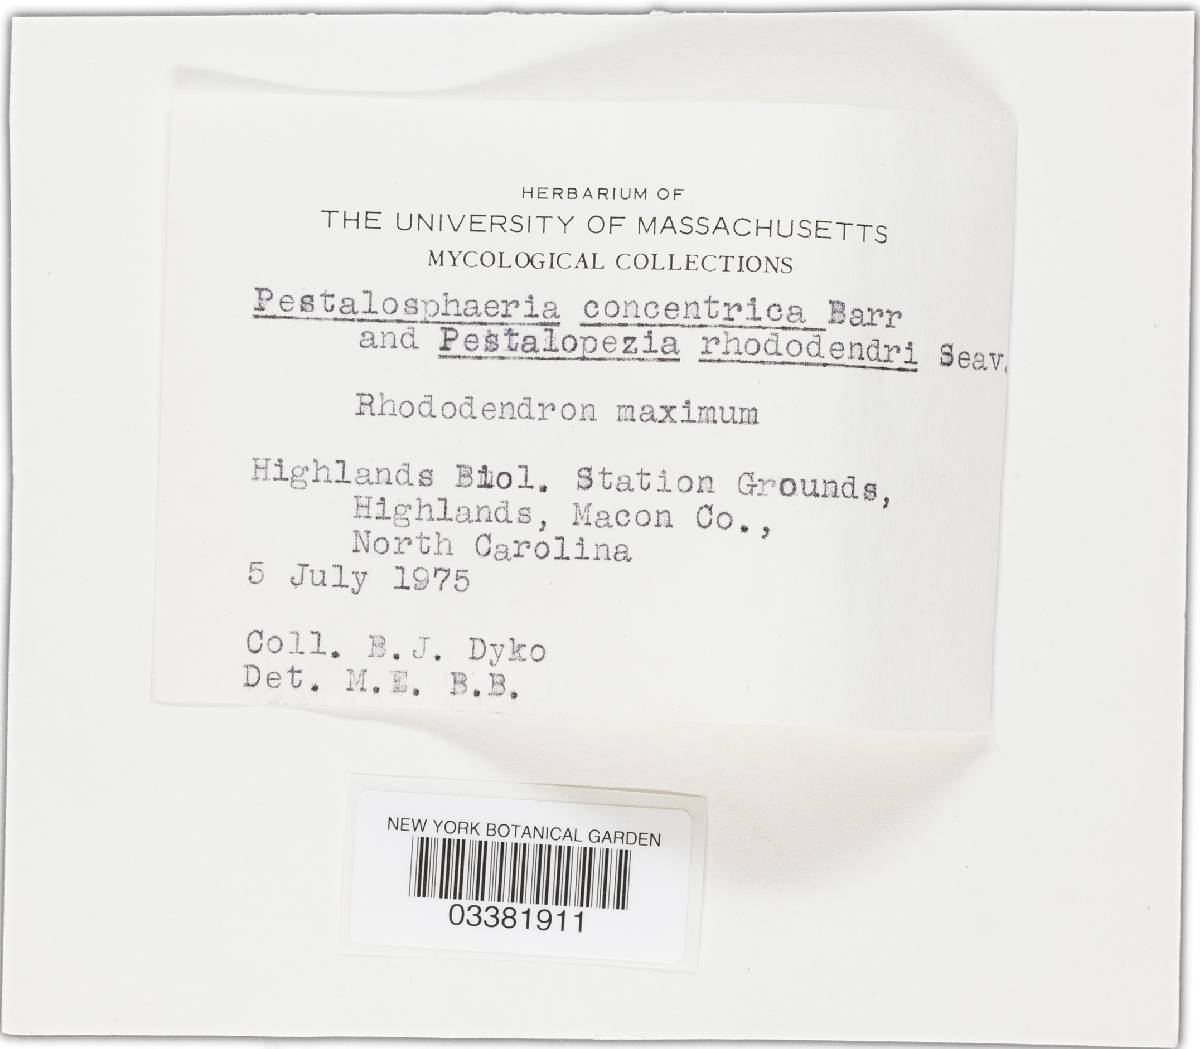 HERBARIUM OF
THE UNIVERSITY OF MASSACHUSETTS
MYCOLOGICAL COLLECTIONS
Pestalosphaeria concentrica Barr
and Pestalopezia rhododendri Seav.
Rhododendron maximum
Highlands Biol. Station Grounds,
Highlands, Macon Co.,
North Carolina
5 July 1975
Coll. B.J. Dyko
Det. M.E. B.B.
NEW YORK BOTANICAL GARDEN
03381911